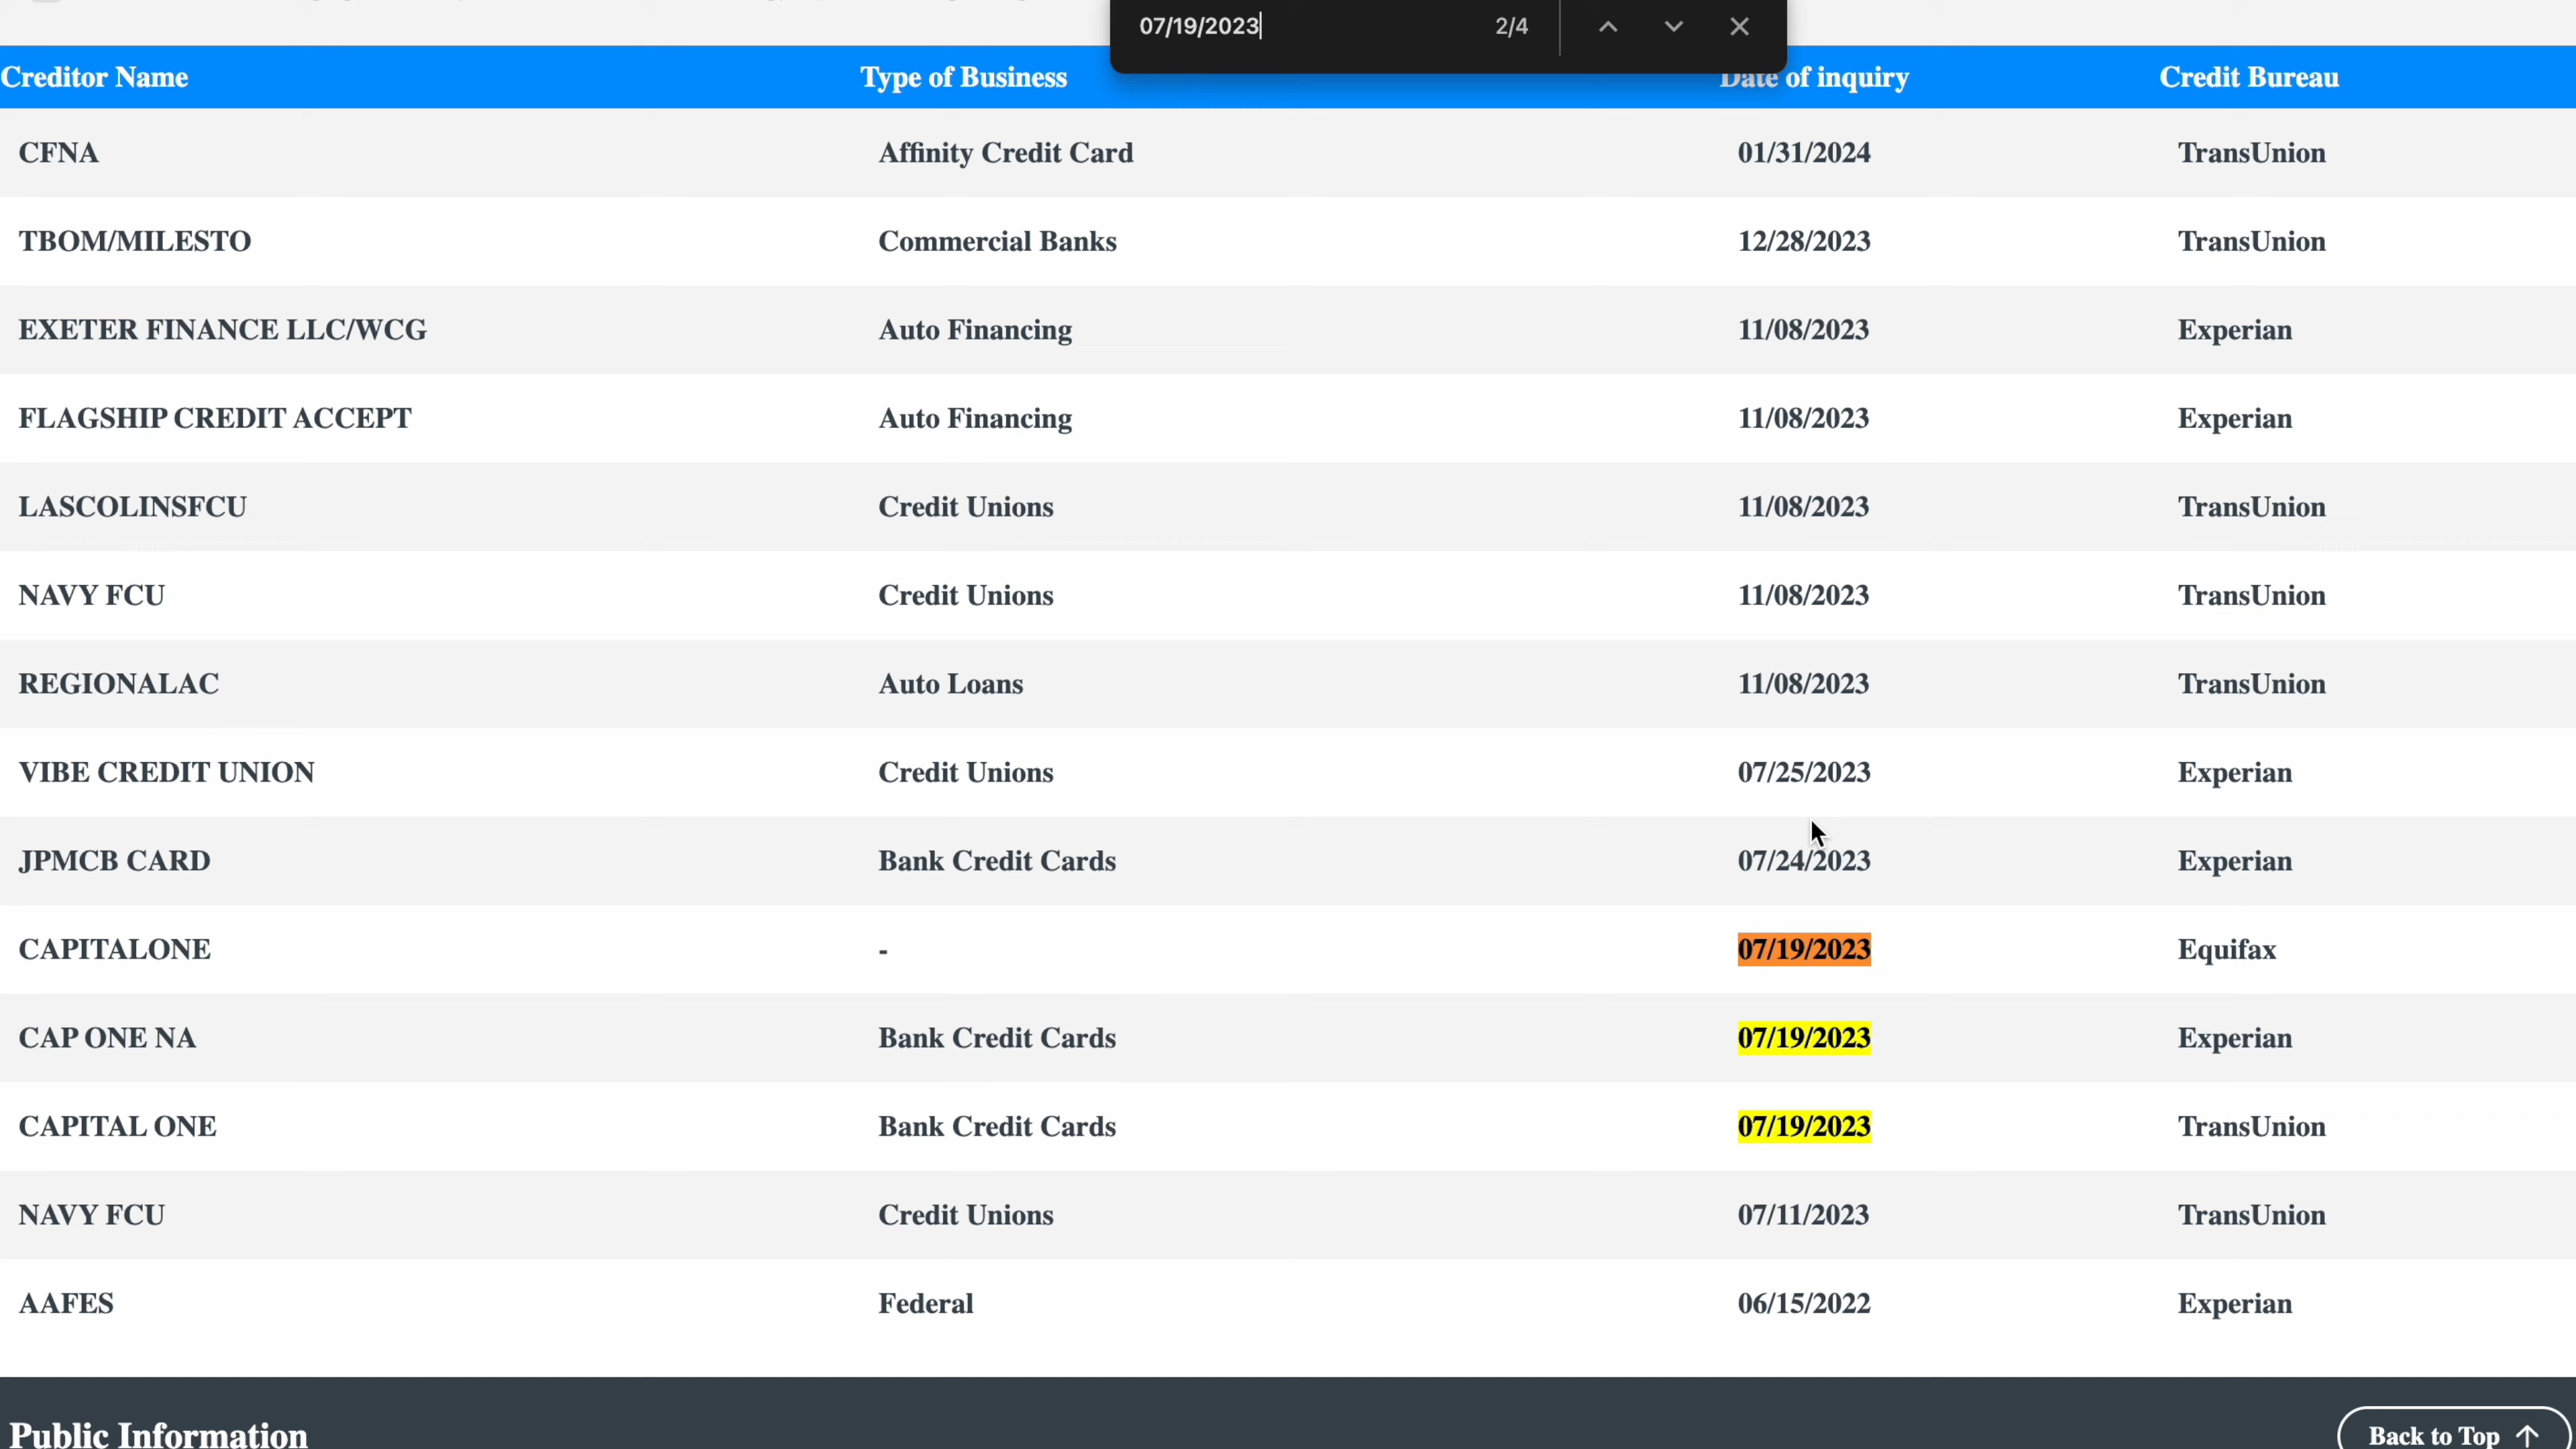 07/19/2023 2/4
Creditor Name Type of Business Date of inquiry Credit Bureau
CFNA Affinity Credit Card 01/31/2024 TransUnion
TBOM/MILESTO Commercial Banks 12/28/2023 TransUnion
EXETER FINANCE LLC/WCG Auto Financing 11/08/2023 Experian
FLAGSHIP CREDIT ACCEPT Auto Financing 11/08/2023 Experian
LASCOLINSFCU Credit Unions 11/08/2023 TransUnion
NAVY FCU Credit Unions 11/08/2023 TransUnion
REGIONALAC Auto Loans 11/08/2023 TransUnion
VIBE CREDIT UNION Credit Unions 07/25/2023 Experian
JPMCB CARD Bank Credit Cards 07/24/2023 Experian
CAPITALONE - 07/19/2023 Equifax
CAP ONE NA Bank Credit Cards 07/19/2023 Experian
CAPITAL ONE Bank Credit Cards 07/19/2023 TransUnion
NAVY FCU Credit Unions 07/11/2023 TransUnion
AAFES Federal 06/15/2022 Experian
Public Information Back to Top